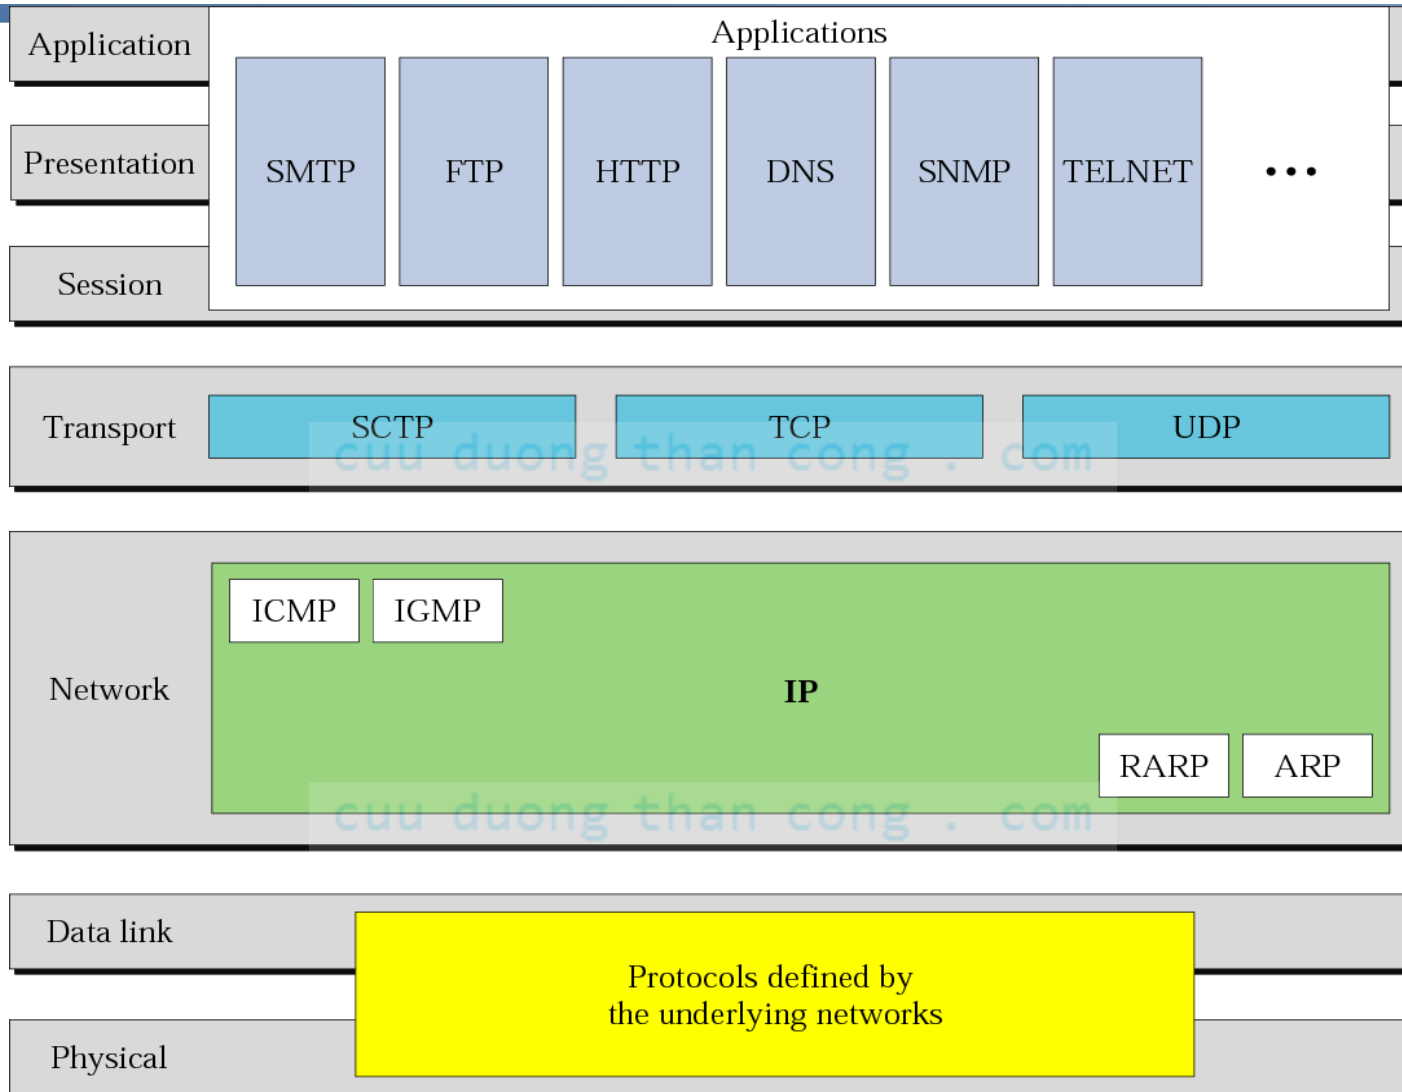 Application
Applications
Presentation
SMTP
FTP
HTTP
DNS
SNMP
TELNET
...
Session
Transport
SCTP
TCP
UDP
cuu duong than cong . com
ICMP
IGMP
Network
IP
RARP
ARP
cuu duong than cong . com
Data link
Protocols defined by
the underlying networks
Physical